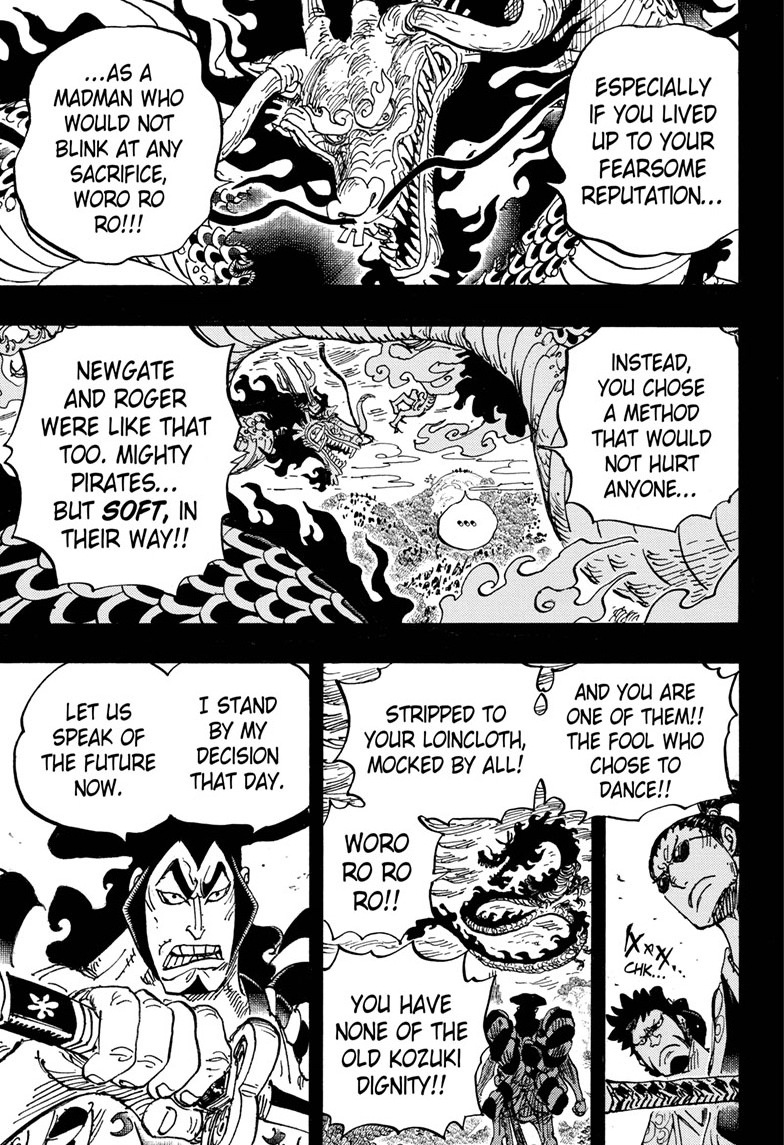 ESPECIALLY
IF YOU LIVED
UP TO YOUR
FEARSOME
REPUTATION...
...AS A
MADMAN WHO
WOULD NOT
BLINK AT ANY
SACRIFICE,
WORO RO
RO!!!
INSTEAD,
YOU CHOSE
A METHOD
THAT WOULD
NOT HURT
ANYONE...
...
NEWGATE
AND ROGER
WERE LIKE THAT
TOO. MIGHTY
PIRATES...
BUT SOFT, IN
THEIR WAY!!
AND YOU ARE
ONE OF THEM!!
THE FOOL WHO
CHOSE TO
DANCE!!
STRIPPED TO
YOUR LOINCLOTH,
MOCKED BY ALL!
WORO
RO RO
RO!!
CHK...
YOU HAVE
NONE OF THE
OLD KOZUKI
DIGNITY!!
I STAND
BY MY
DECISION
THAT DAY.
LET US
SPEAK OF
THE FUTURE
NOW.